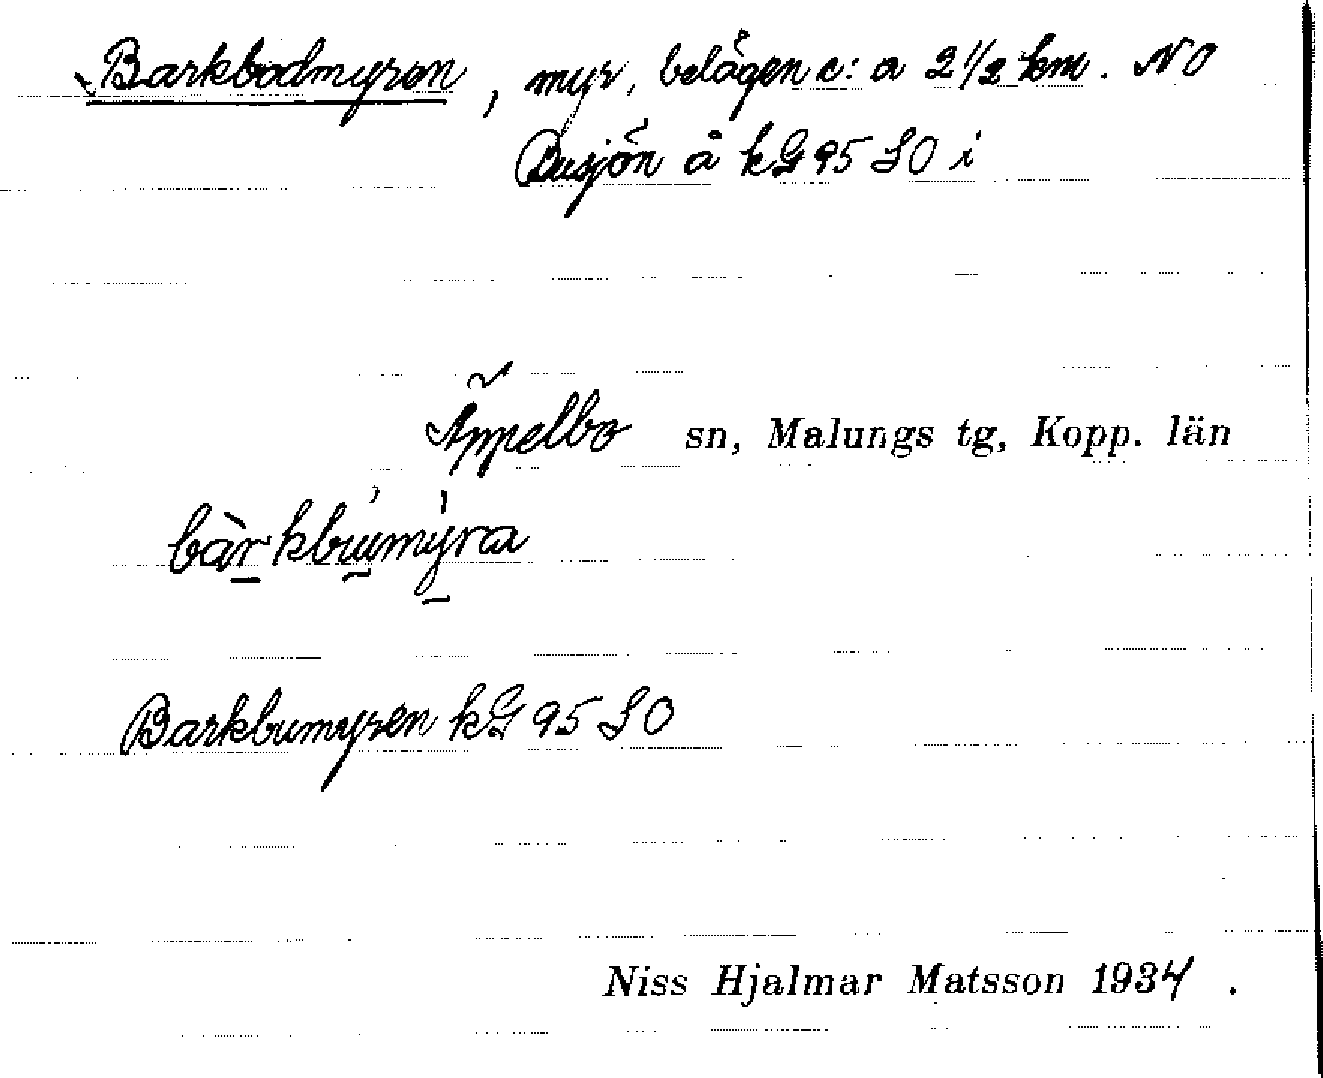 Barkbodmyren, myr, belägen c:a 2 1/2 km. NO
Busjön å kG 95 SO i
Äppelbo sn, Malungs tg, Kopp. län
bàrkbúmýra
Barkbumyren kG 95 SO
Niss Hjalmar Matsson 1934.